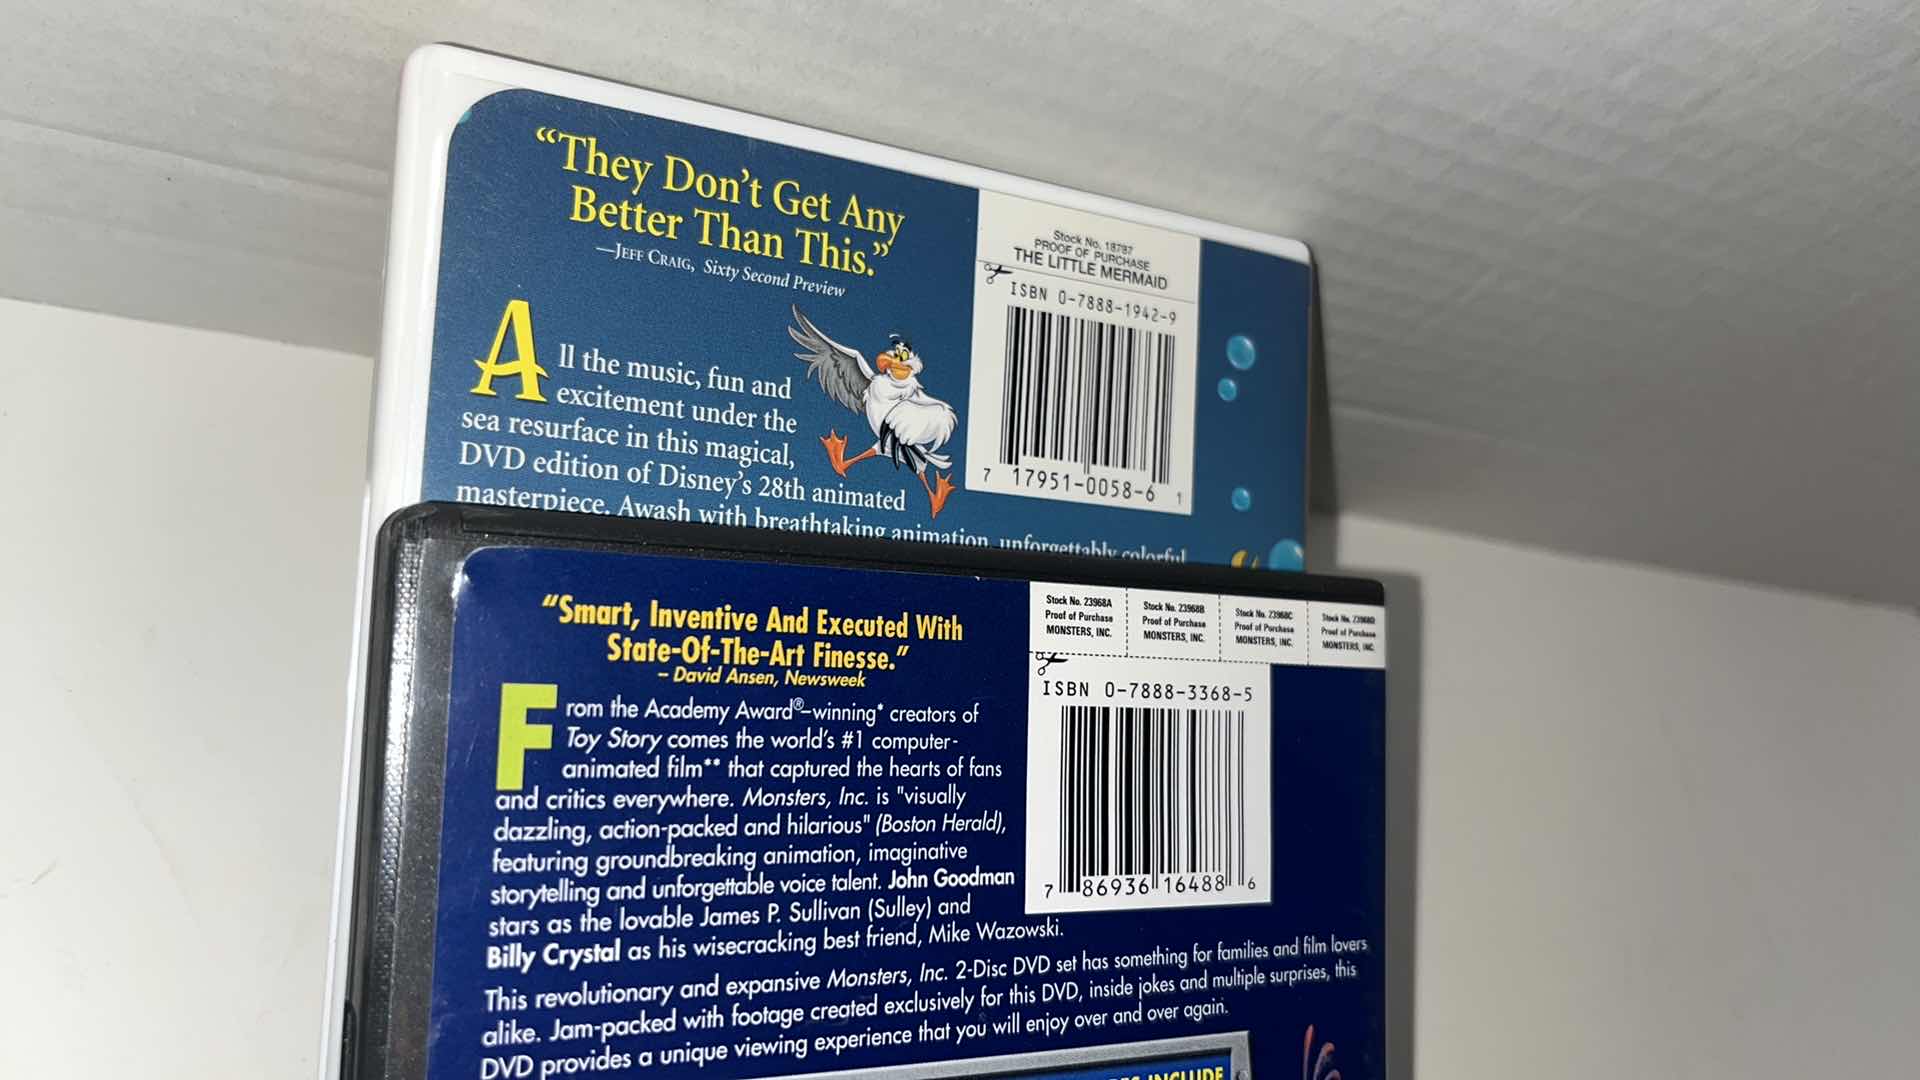 “They Don’t Get Any
Better Than This.”
—JEFF CRAIG, Sixty Second Preview
All the music, fun and
excitement under the
sea resurface in this magical,
DVD edition of Disney’s 28th animated
masterpiece. Awash with breathtaking animation, unforgettably colorful
Stock No. 18787
PROOF OF PURCHASE
THE LITTLE MERMAID
ISBN 0-7888-1942-9
7 17951-0058-6 1
“Smart, Inventive And Executed With
State-Of-The-Art Finesse.”
– David Ansen, Newsweek
From the Academy Award®–winning* creators of
Toy Story comes the world’s #1 computer-
animated film** that captured the hearts of fans
and critics everywhere. Monsters, Inc. is "visually
dazzling, action-packed and hilarious" (Boston Herald),
featuring groundbreaking animation, imaginative
storytelling and unforgettable voice talent. John Goodman
stars as the lovable James P. Sullivan (Sulley) and
Billy Crystal as his wisecracking best friend, Mike Wazowski.
This revolutionary and expansive Monsters, Inc. 2-Disc DVD set has something for families and film lovers
alike. Jam-packed with footage created exclusively for this DVD, inside jokes and multiple surprises, this
DVD provides a unique viewing experience that you will enjoy over and over again.
Stock No. 23968A
Proof of Purchase
MONSTERS, INC.
Stock No. 23968B
Proof of Purchase
MONSTERS, INC.
Stock No. 23968C
Proof of Purchase
MONSTERS, INC.
Stock No. 23968D
Proof of Purchase
MONSTERS, INC.
ISBN 0-7888-3368-5
7 86936 16488 6
INCLUDE